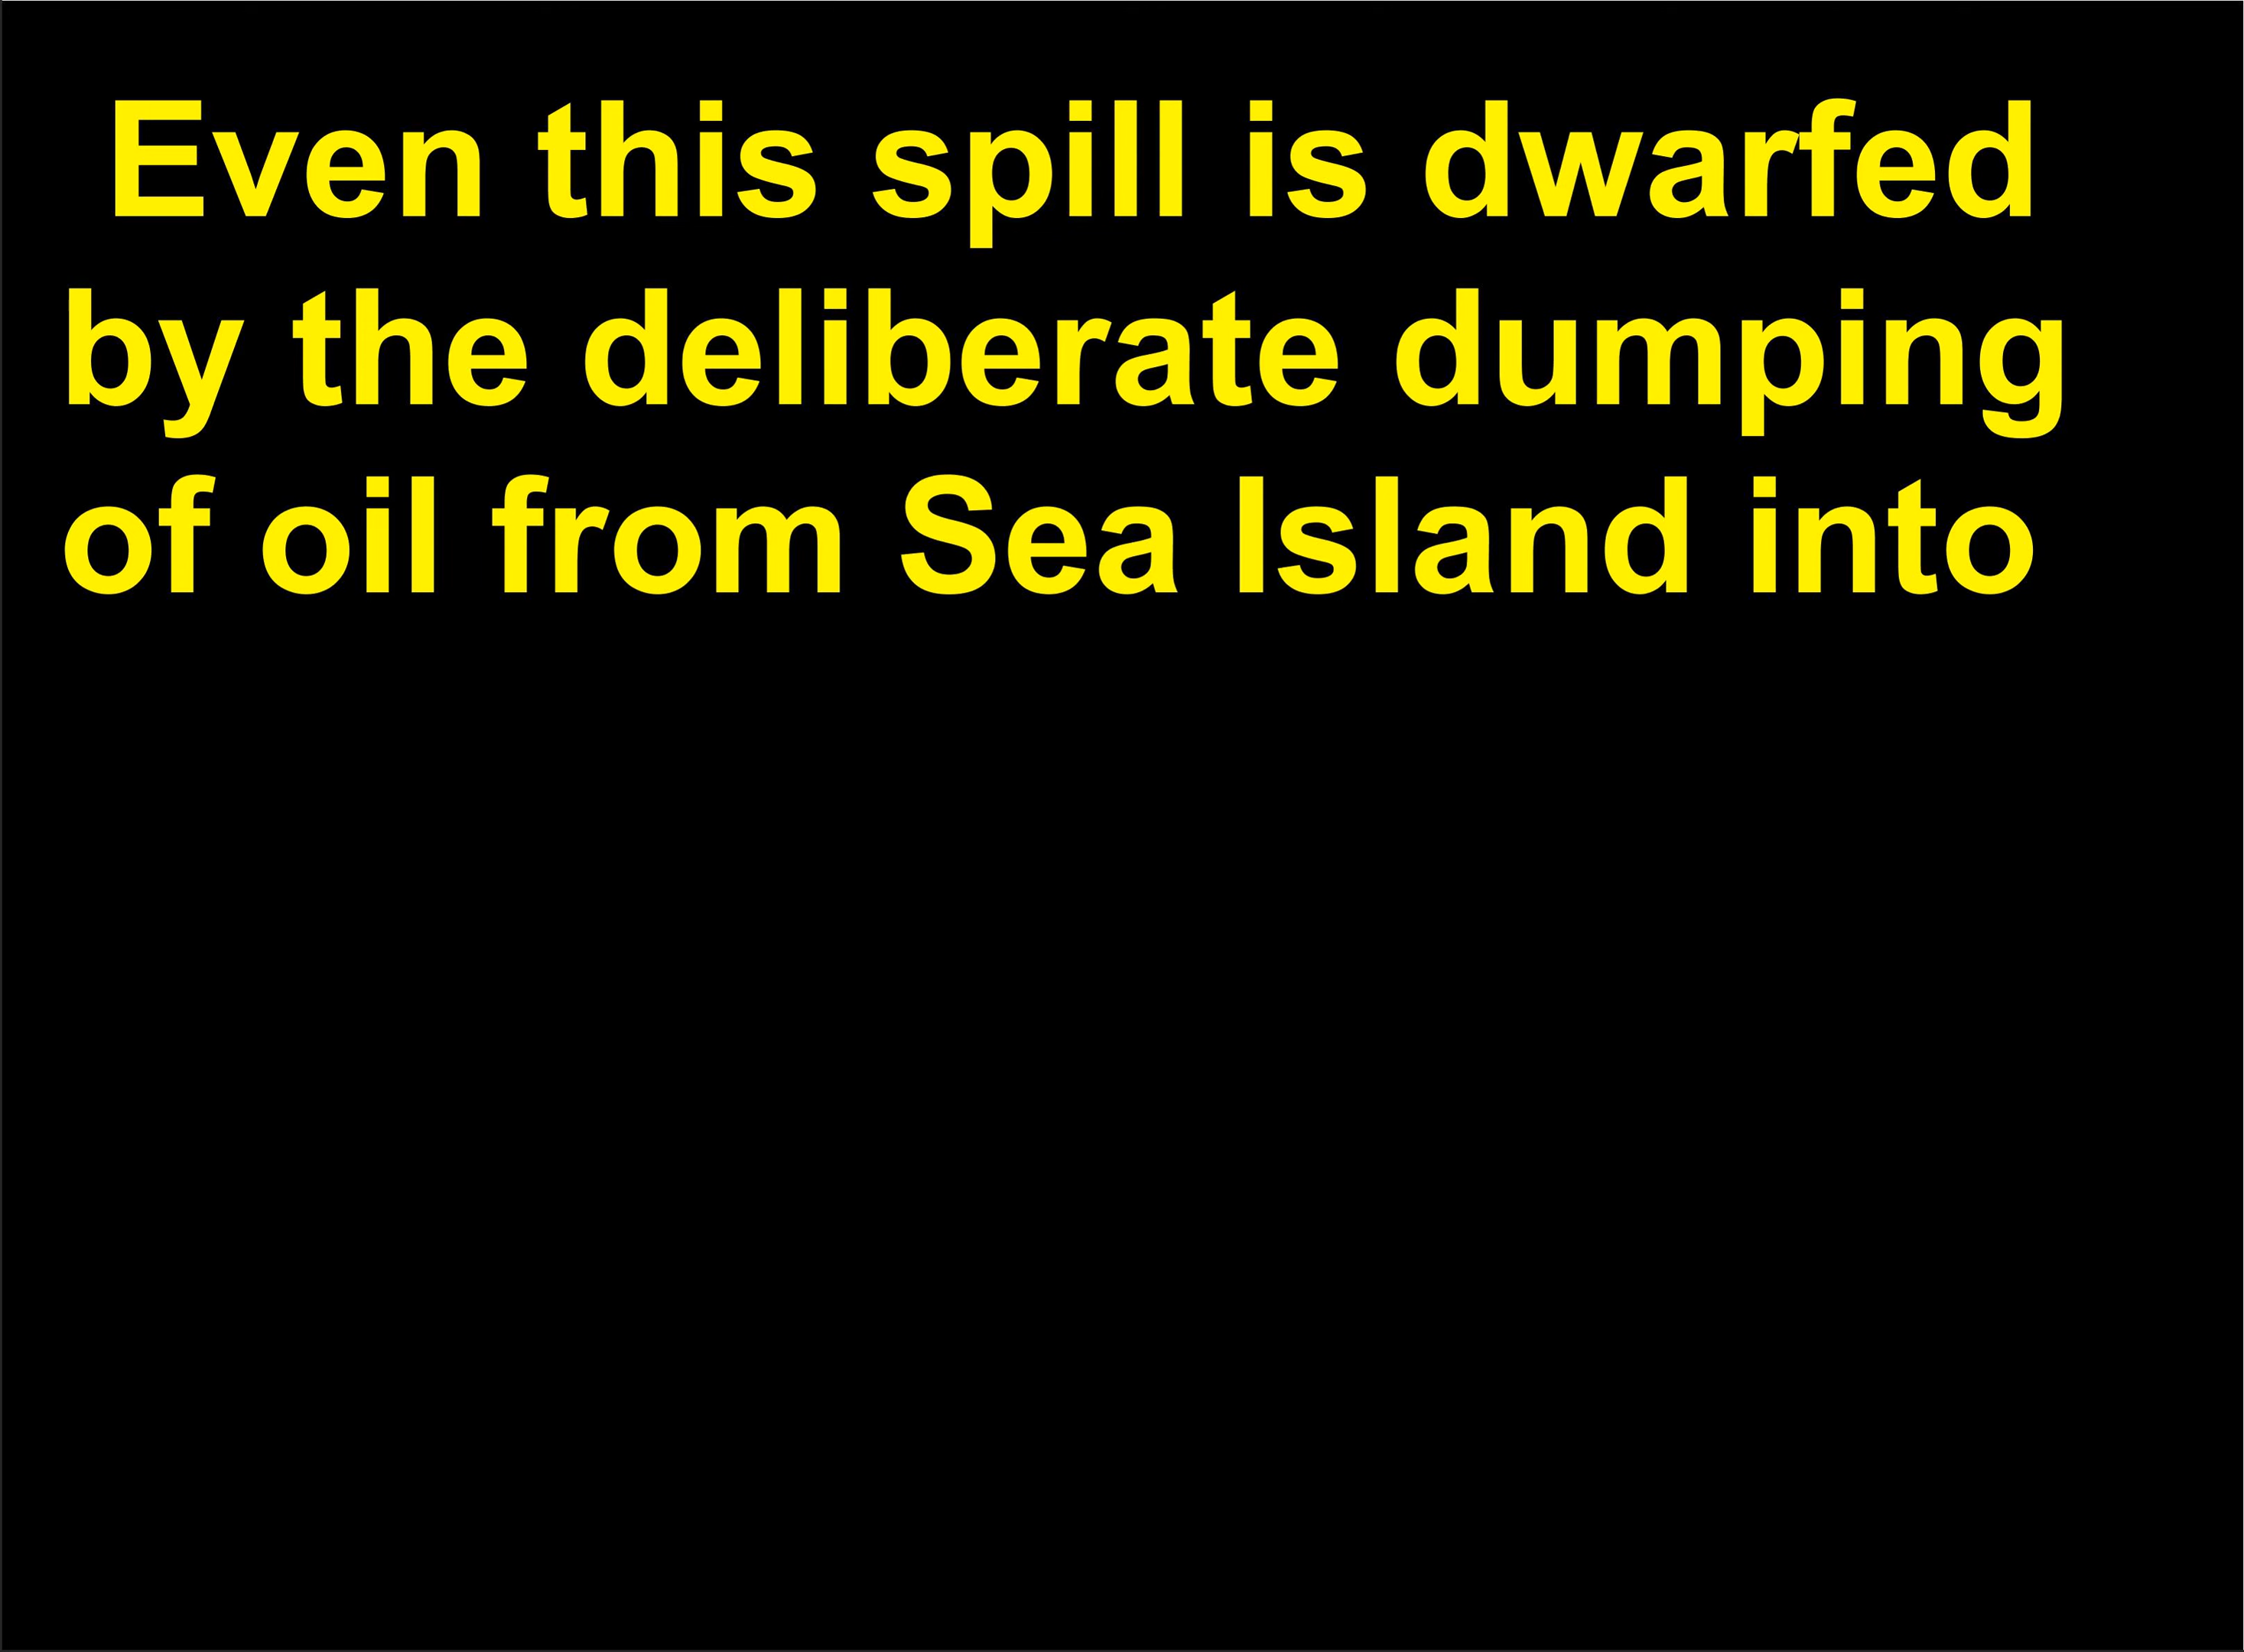 Even this spill is dwarfed
by the deliberate dumping
of oil from Sea Island into